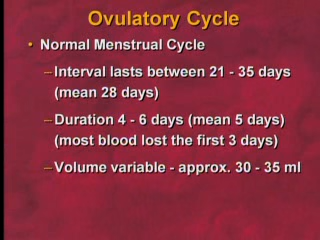 Ovulatory Cycle
• Normal Menstrual Cycle
– Interval lasts between 21 - 35 days
(mean 28 days)
– Duration 4 - 6 days (mean 5 days)
(most blood lost the first 3 days)
– Volume variable - approx. 30 - 35 ml